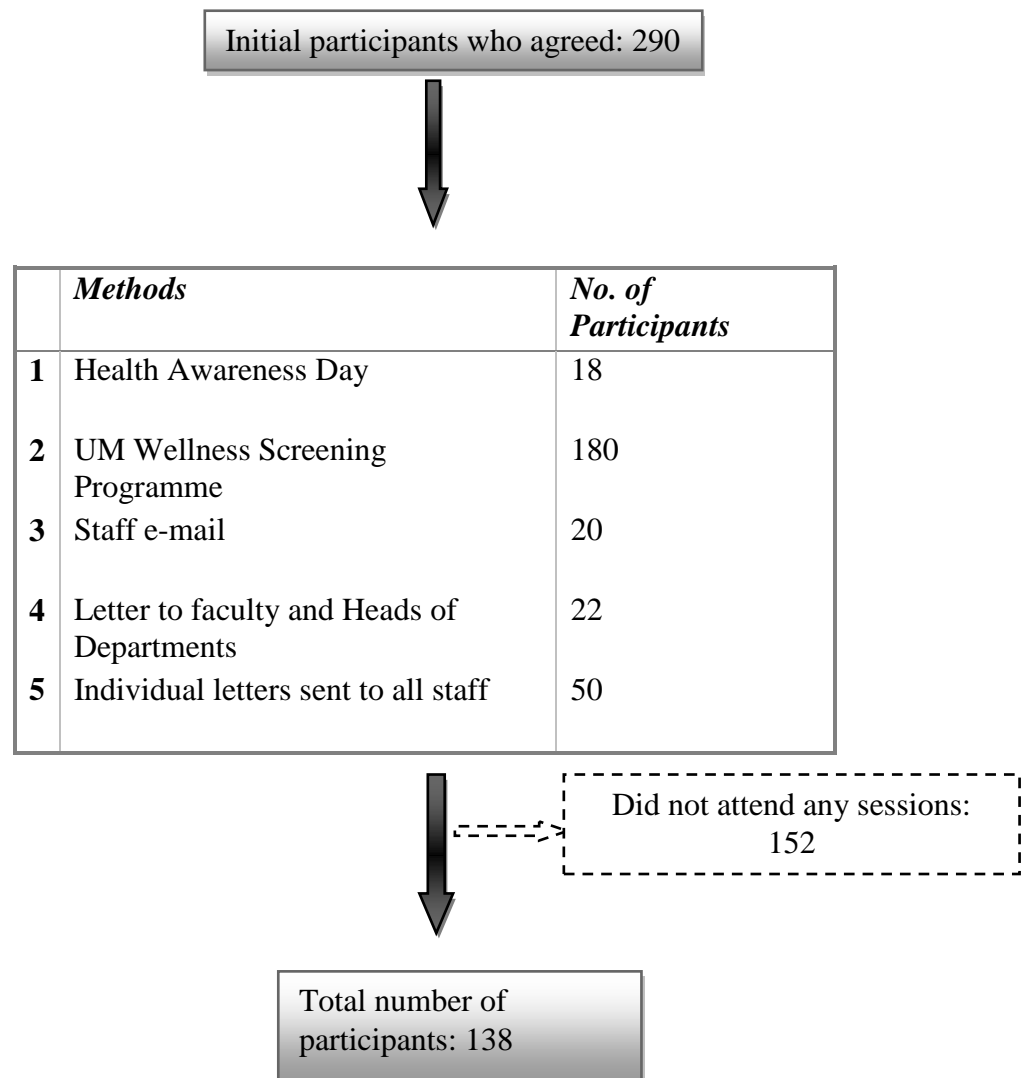 Initial participants who agreed: 290
Methods No. of
Participants
1 Health Awareness Day 18
2 UM Wellness Screening 180
Programme
3 Staff e-mail 20
4 Letter to faculty and Heads of 22
Departments
5 Individual letters sent to all staff 50
Did not attend any sessions:
152
Total number of
participants: 138